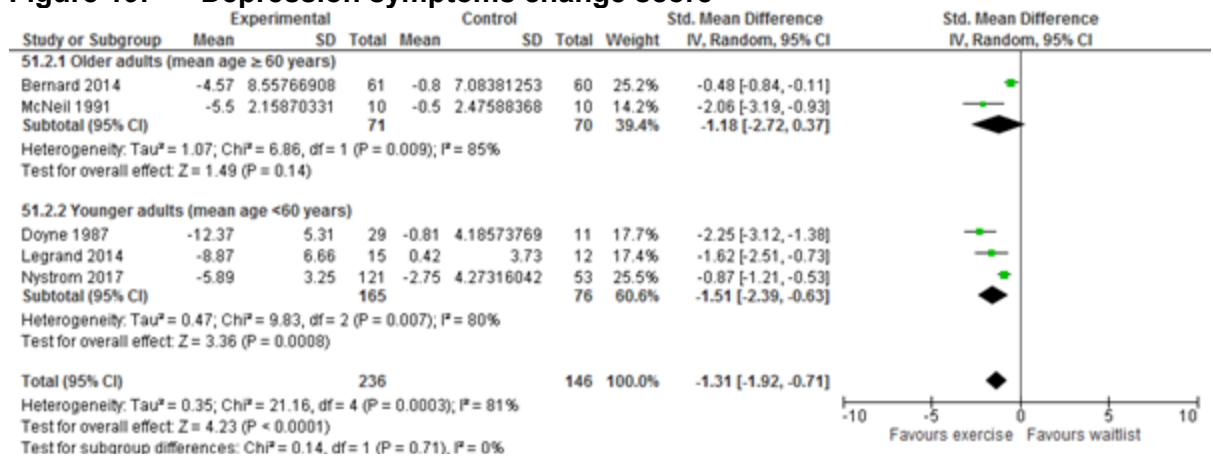 Depression symptoms change score
Experimental Control Std. Mean Difference Std. Mean Difference
Study or Subgroup Mean SD Total Mean SD Total Weight IV, Random, 95% CI IV, Random, 95% CI
51.2.1 Older adults (mean age ≥ 60 years)
Bernard 2014 -4.57 8.55766908 61 -0.8 7.08381253 60 25.2% -0.48 [-0.84, -0.11]
McNeil 1991 -5.5 2.15870331 10 -0.5 2.47588368 10 14.2% -2.06 [-3.19, -0.93]
Subtotal (95% CI) 71 70 39.4% -1.18 [-2.72, 0.37]
Heterogeneity: Tau² = 1.07; Chi² = 6.86, df = 1 (P = 0.009); I² = 85%
Test for overall effect: Z = 1.49 (P = 0.14)
51.2.2 Younger adults (mean age <60 years)
Doyne 1987 -12.37 5.31 29 -0.81 4.18573769 11 17.7% -2.25 [-3.12, -1.38]
Legrand 2014 -8.87 6.66 15 0.42 3.73 12 17.4% -1.62 [-2.51, -0.73]
Nystrom 2017 -5.89 3.25 121 -2.75 4.27316042 53 25.5% -0.87 [-1.21, -0.53]
Subtotal (95% CI) 165 76 60.6% -1.51 [-2.39, -0.63]
Heterogeneity: Tau² = 0.47; Chi² = 9.83, df = 2 (P = 0.007); I² = 80%
Test for overall effect: Z = 3.36 (P = 0.0008)
Total (95% CI) 236 146 100.0% -1.31 [-1.92, -0.71]
Heterogeneity: Tau² = 0.35; Chi² = 21.16, df = 4 (P = 0.0003); I² = 81%
Test for overall effect: Z = 4.23 (P < 0.0001)
Test for subgroup differences: Chi² = 0.14, df = 1 (P = 0.71), I² = 0%
-10 -5 0 5 10
Favours exercise Favours waitlist